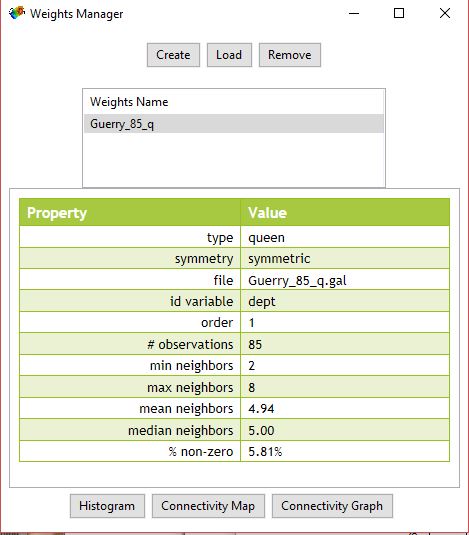 Weights Manager
Create Load Remove
Weights Name
Guerry_85_q
Property Value
type queen
symmetry symmetric
file Guerry_85_q.gal
id variable dept
order 1
# observations 85
min neighbors 2
max neighbors 8
mean neighbors 4.94
median neighbors 5.00
% non-zero 5.81%
Histogram Connectivity Map Connectivity Graph